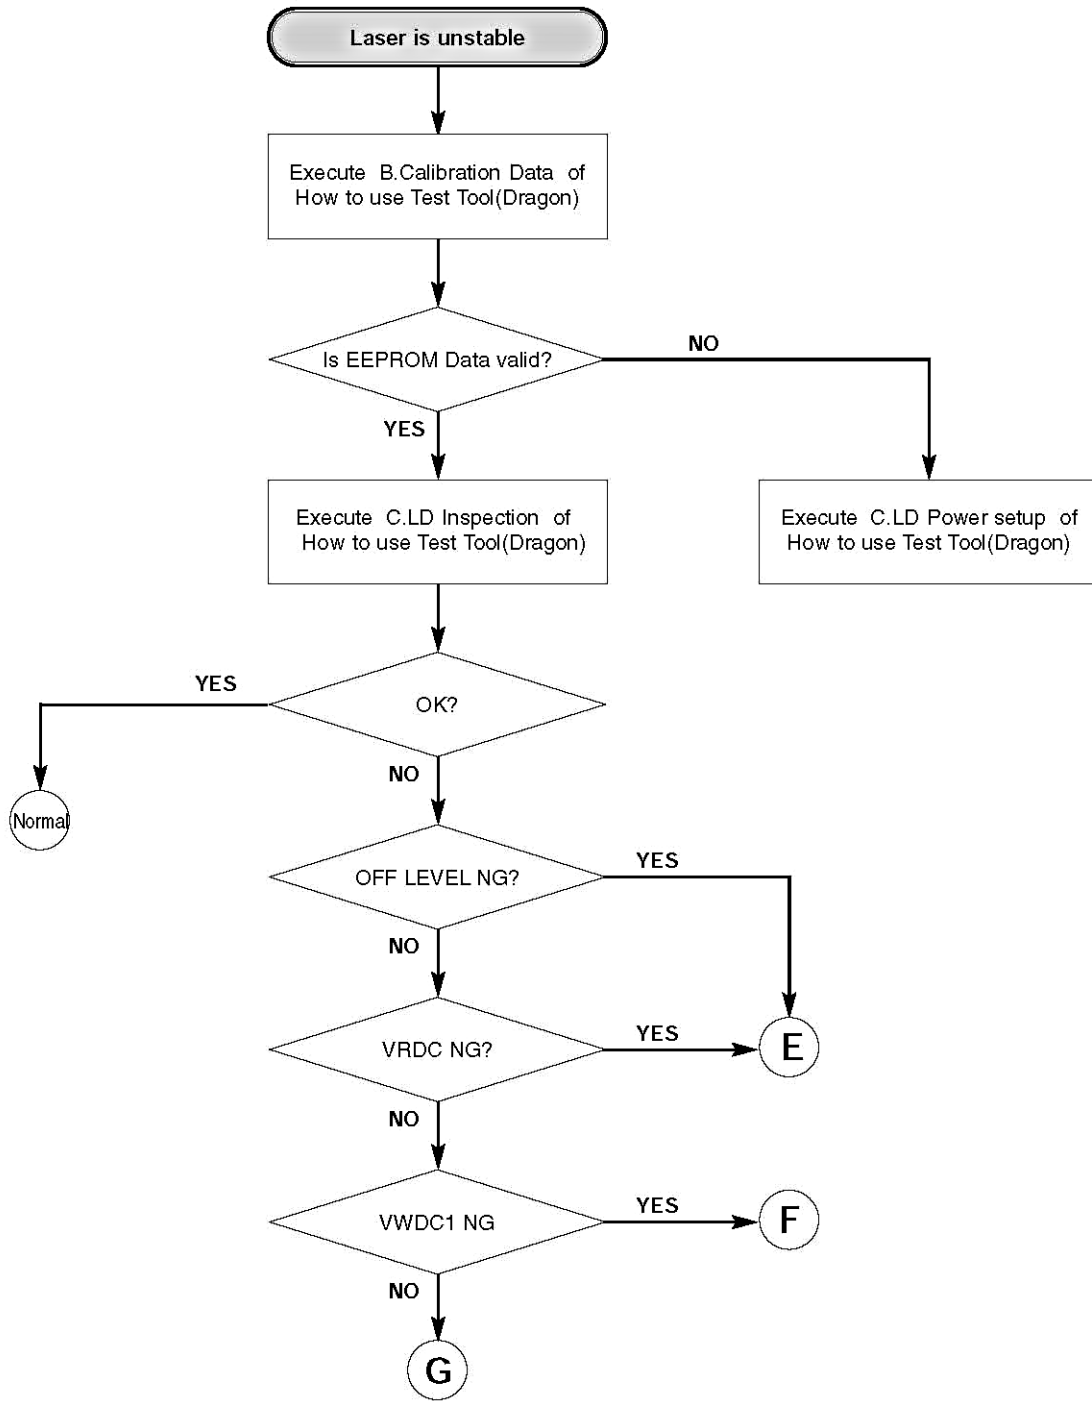 Laser is unstable
Execute B.Calibration Data of
How to use Test Tool(Dragon)
Is EEPROM Data valid?
NO
YES
Execute C.LD Inspection of
How to use Test Tool(Dragon)
Execute C.LD Power setup of
How to use Test Tool(Dragon)
YES
OK?
NO
Normal
OFF LEVEL NG?
YES
NO
VRDC NG?
YES
E
NO
VWDC1 NG
YES
F
NO
G